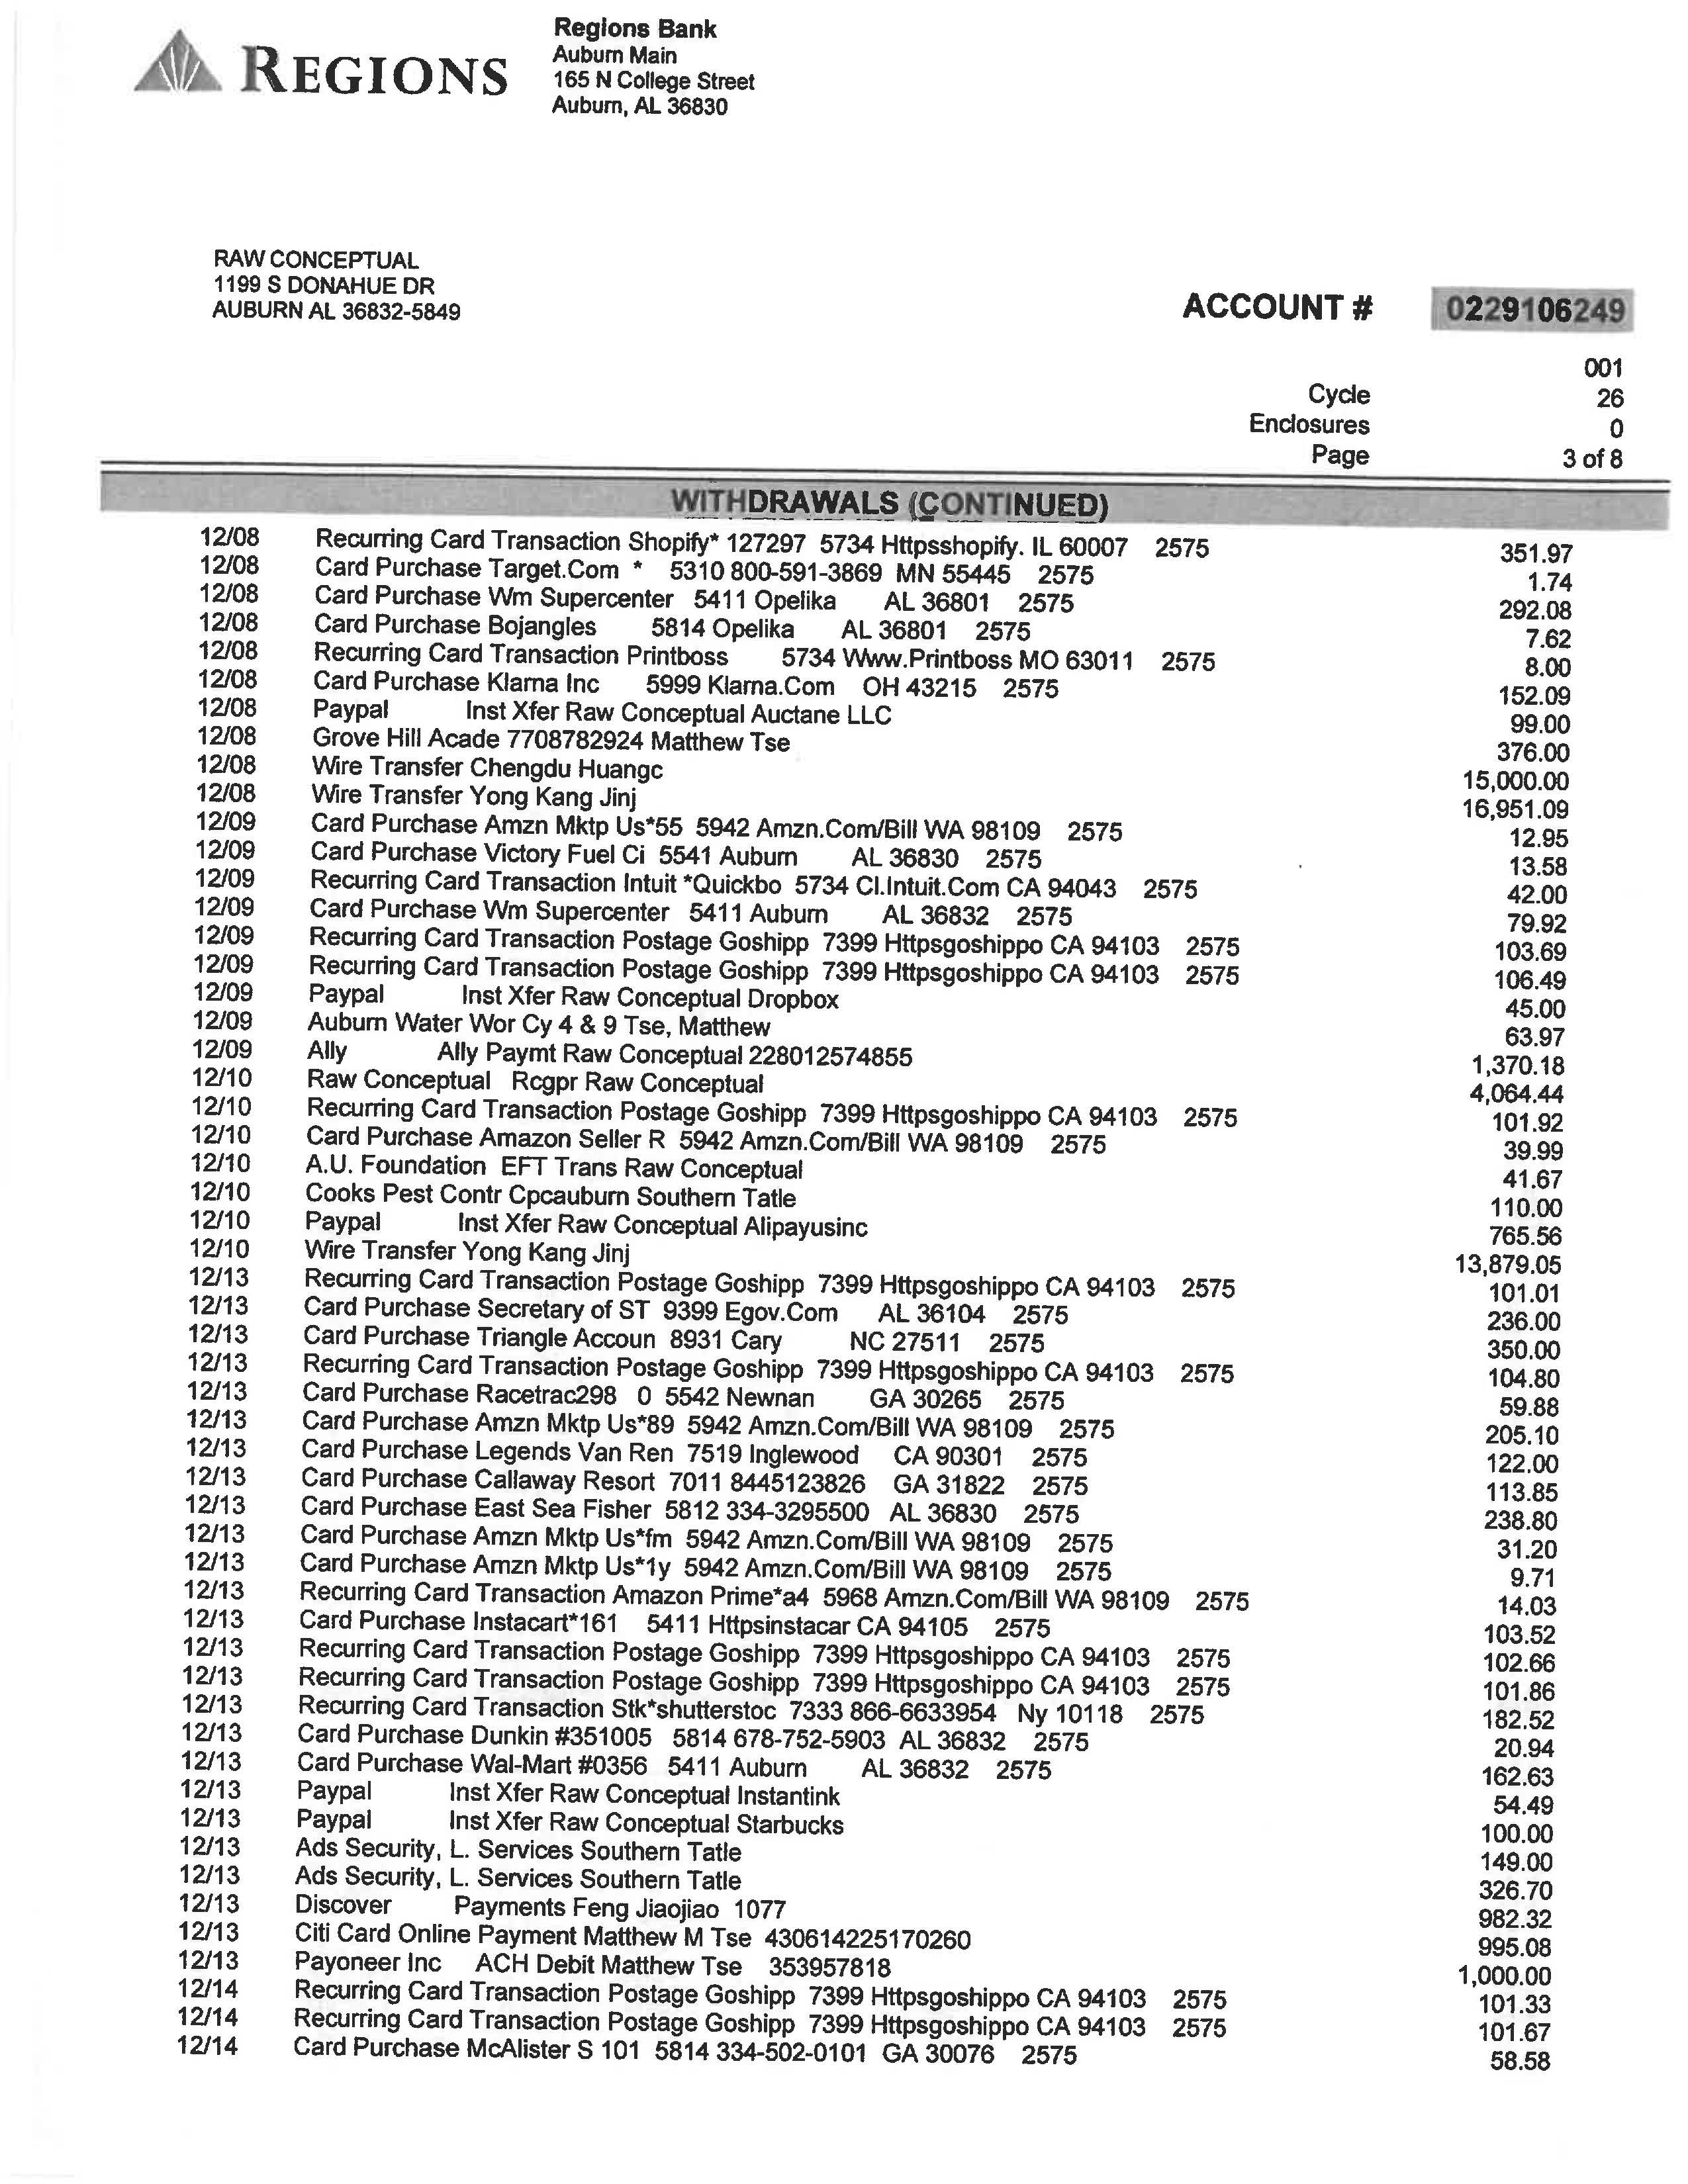 REGIONS
Regions Bank
Auburn Main
165 N College Street
Auburn, AL 36830
RAW CONCEPTUAL
1199 S DONAHUE DR
AUBURN AL 36832-5849
ACCOUNT # 0229106249
001
Cycle 26
Enclosures 0
Page 3 of 8
WITHDRAWALS (CONTINUED)
12/08 Recurring Card Transaction Shopify* 127297 5734 Httpsshopify. IL 60007 2575 351.97
12/08 Card Purchase Target.Com * 5310 800-591-3869 MN 55445 2575 1.74
12/08 Card Purchase Wm Supercenter 5411 Opelika AL 36801 2575 292.08
12/08 Card Purchase Bojangles 5814 Opelika AL 36801 2575 7.62
12/08 Recurring Card Transaction Printboss 5734 Www.Printboss MO 63011 2575 8.00
12/08 Card Purchase Klarna Inc 5999 Klarna.Com OH 43215 2575 152.09
12/08 Paypal Inst Xfer Raw Conceptual Auctane LLC 99.00
12/08 Grove Hill Acade 7708782924 Matthew Tse 376.00
12/08 Wire Transfer Chengdu Huangc 15,000.00
12/08 Wire Transfer Yong Kang Jinj 16,951.09
12/09 Card Purchase Amzn Mktp Us*55 5942 Amzn.Com/Bill WA 98109 2575 12.95
12/09 Card Purchase Victory Fuel Ci 5541 Auburn AL 36830 2575 13.58
12/09 Recurring Card Transaction Intuit *Quickbo 5734 Cl.Intuit.Com CA 94043 2575 42.00
12/09 Card Purchase Wm Supercenter 5411 Auburn AL 36832 2575 79.92
12/09 Recurring Card Transaction Postage Goshipp 7399 Httpsgoshippo CA 94103 2575 103.69
12/09 Recurring Card Transaction Postage Goshipp 7399 Httpsgoshippo CA 94103 2575 106.49
12/09 Paypal Inst Xfer Raw Conceptual Dropbox 45.00
12/09 Auburn Water Wor Cy 4 & 9 Tse, Matthew 63.97
12/09 Ally Ally Paymt Raw Conceptual 228012574855 1,370.18
12/10 Raw Conceptual Rcgpr Raw Conceptual 4,064.44
12/10 Recurring Card Transaction Postage Goshipp 7399 Httpsgoshippo CA 94103 2575 101.92
12/10 Card Purchase Amazon Seller R 5942 Amzn.Com/Bill WA 98109 2575 39.99
12/10 A.U. Foundation EFT Trans Raw Conceptual 41.67
12/10 Cooks Pest Contr Cpcauburn Southern Tatle 110.00
12/10 Paypal Inst Xfer Raw Conceptual Alipayusinc 765.56
12/10 Wire Transfer Yong Kang Jinj 13,879.05
12/13 Recurring Card Transaction Postage Goshipp 7399 Httpsgoshippo CA 94103 2575 101.01
12/13 Card Purchase Secretary of ST 9399 Egov.Com AL 36104 2575 236.00
12/13 Card Purchase Triangle Accoun 8931 Cary NC 27511 2575 350.00
12/13 Recurring Card Transaction Postage Goshipp 7399 Httpsgoshippo CA 94103 2575 104.80
12/13 Card Purchase Racetrac298 0 5542 Newnan GA 30265 2575 59.88
12/13 Card Purchase Amzn Mktp Us*89 5942 Amzn.Com/Bill WA 98109 2575 205.10
12/13 Card Purchase Legends Van Ren 7519 Inglewood CA 90301 2575 122.00
12/13 Card Purchase Callaway Resort 7011 8445123826 GA 31822 2575 113.85
12/13 Card Purchase East Sea Fisher 5812 334-3295500 AL 36830 2575 238.80
12/13 Card Purchase Amzn Mktp Us*fm 5942 Amzn.Com/Bill WA 98109 2575 31.20
12/13 Card Purchase Amzn Mktp Us*1y 5942 Amzn.Com/Bill WA 98109 2575 9.71
12/13 Recurring Card Transaction Amazon Prime*a4 5968 Amzn.Com/Bill WA 98109 2575 14.03
12/13 Card Purchase Instacart*161 5411 Httpsinstacar CA 94105 2575 103.52
12/13 Recurring Card Transaction Postage Goshipp 7399 Httpsgoshippo CA 94103 2575 102.66
12/13 Recurring Card Transaction Postage Goshipp 7399 Httpsgoshippo CA 94103 2575 101.86
12/13 Recurring Card Transaction Stk*shutterstoc 7333 866-6633954 Ny 10118 2575 182.52
12/13 Card Purchase Dunkin #351005 5814 678-752-5903 AL 36832 2575 20.94
12/13 Card Purchase Wal-Mart #0356 5411 Auburn AL 36832 2575 162.63
12/13 Paypal Inst Xfer Raw Conceptual Instantink 54.49
12/13 Paypal Inst Xfer Raw Conceptual Starbucks 100.00
12/13 Ads Security, L. Services Southern Tatle 149.00
12/13 Ads Security, L. Services Southern Tatle 326.70
12/13 Discover Payments Feng Jiaojiao 1077 982.32
12/13 Citi Card Online Payment Matthew M Tse 430614225170260 995.08
12/13 Payoneer Inc ACH Debit Matthew Tse 353957818 1,000.00
12/14 Recurring Card Transaction Postage Goshipp 7399 Httpsgoshippo CA 94103 2575 101.33
12/14 Recurring Card Transaction Postage Goshipp 7399 Httpsgoshippo CA 94103 2575 101.67
12/14 Card Purchase McAlister S 101 5814 334-502-0101 GA 30076 2575 58.58